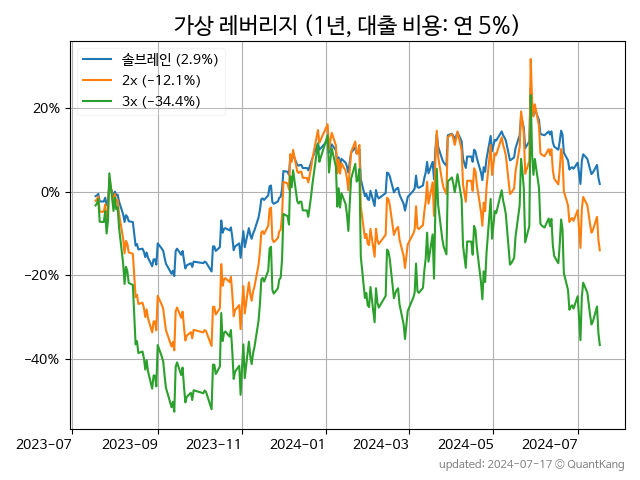 가상 레버리지 (1년, 대출 비용: 연 5%)
솔브레인 (2.9%)
2x (−12.1%)
3x (−34.4%)
20%
0%
−20%
−40%
2023-07 2023-09 2023-11 2024-01 2024-03 2024-05 2024-07
updated: 2024-07-17 © QuantKang